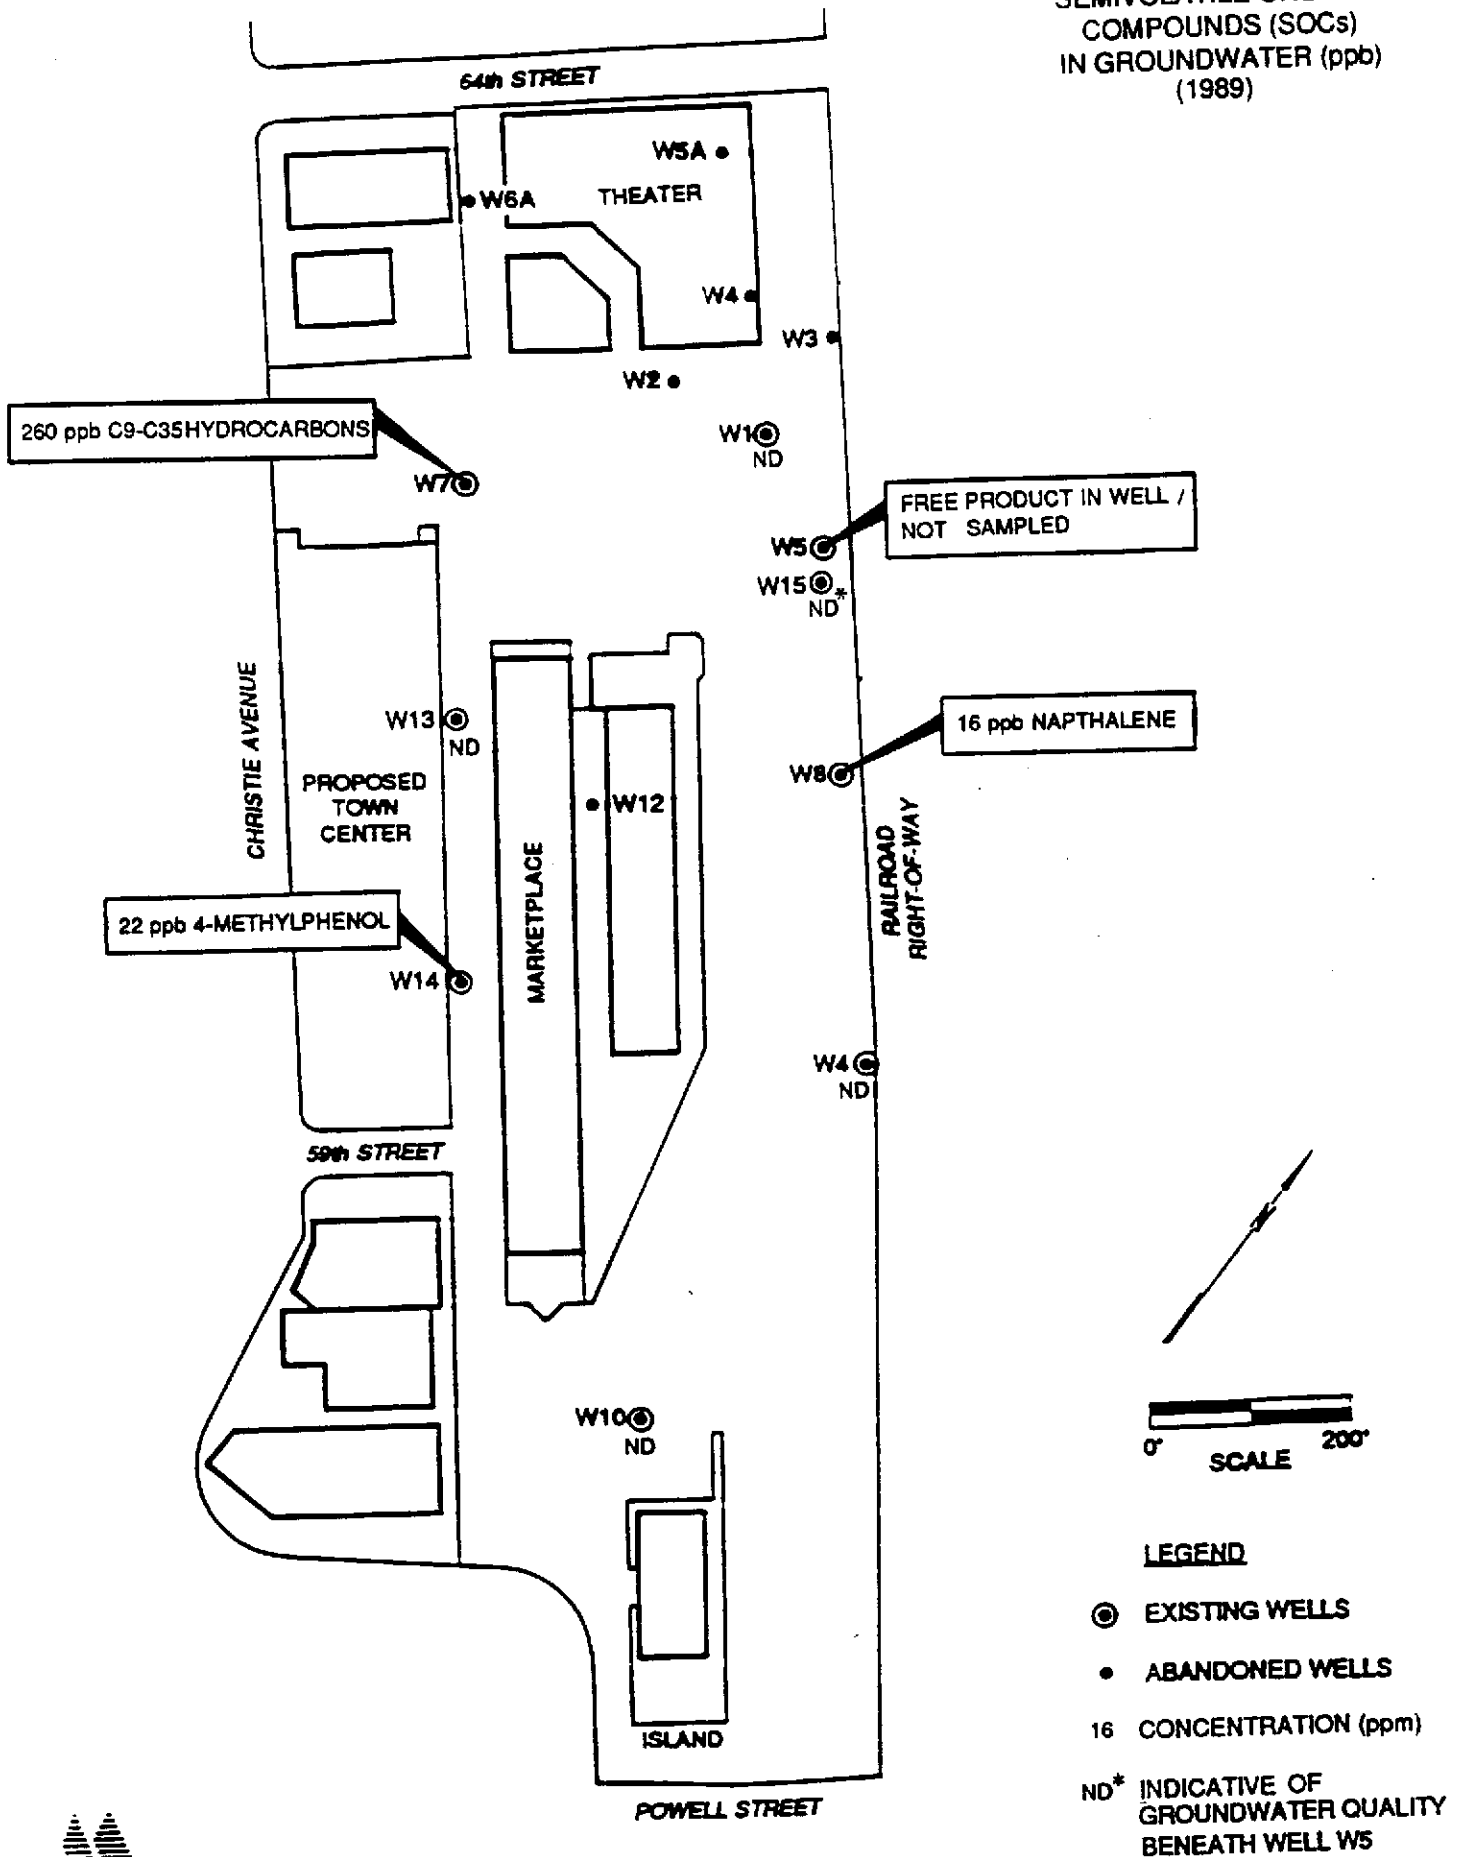 COMPOUNDS (SOCs)
IN GROUNDWATER (ppb)
(1989)
64th STREET
W5A
THEATER
W6A
W4
W3
W2
260 ppb C9-C35HYDROCARBONS
W1
ND
W7
FREE PRODUCT IN WELL /
NOT SAMPLED
W5
W15
ND*
CHRISTIE AVENUE
W13
ND
16 ppb NAPTHALENE
W8
PROPOSED
TOWN
CENTER
W12
MARKETPLACE
RAILROAD
RIGHT-OF-WAY
22 ppb 4-METHYLPHENOL
W14
W4
ND
59th STREET
N
W10
ND
0'
200'
SCALE
LEGEND
EXISTING WELLS
ABANDONED WELLS
16 CONCENTRATION (ppm)
ISLAND
ND* INDICATIVE OF
GROUNDWATER QUALITY
BENEATH WELL W5
POWELL STREET